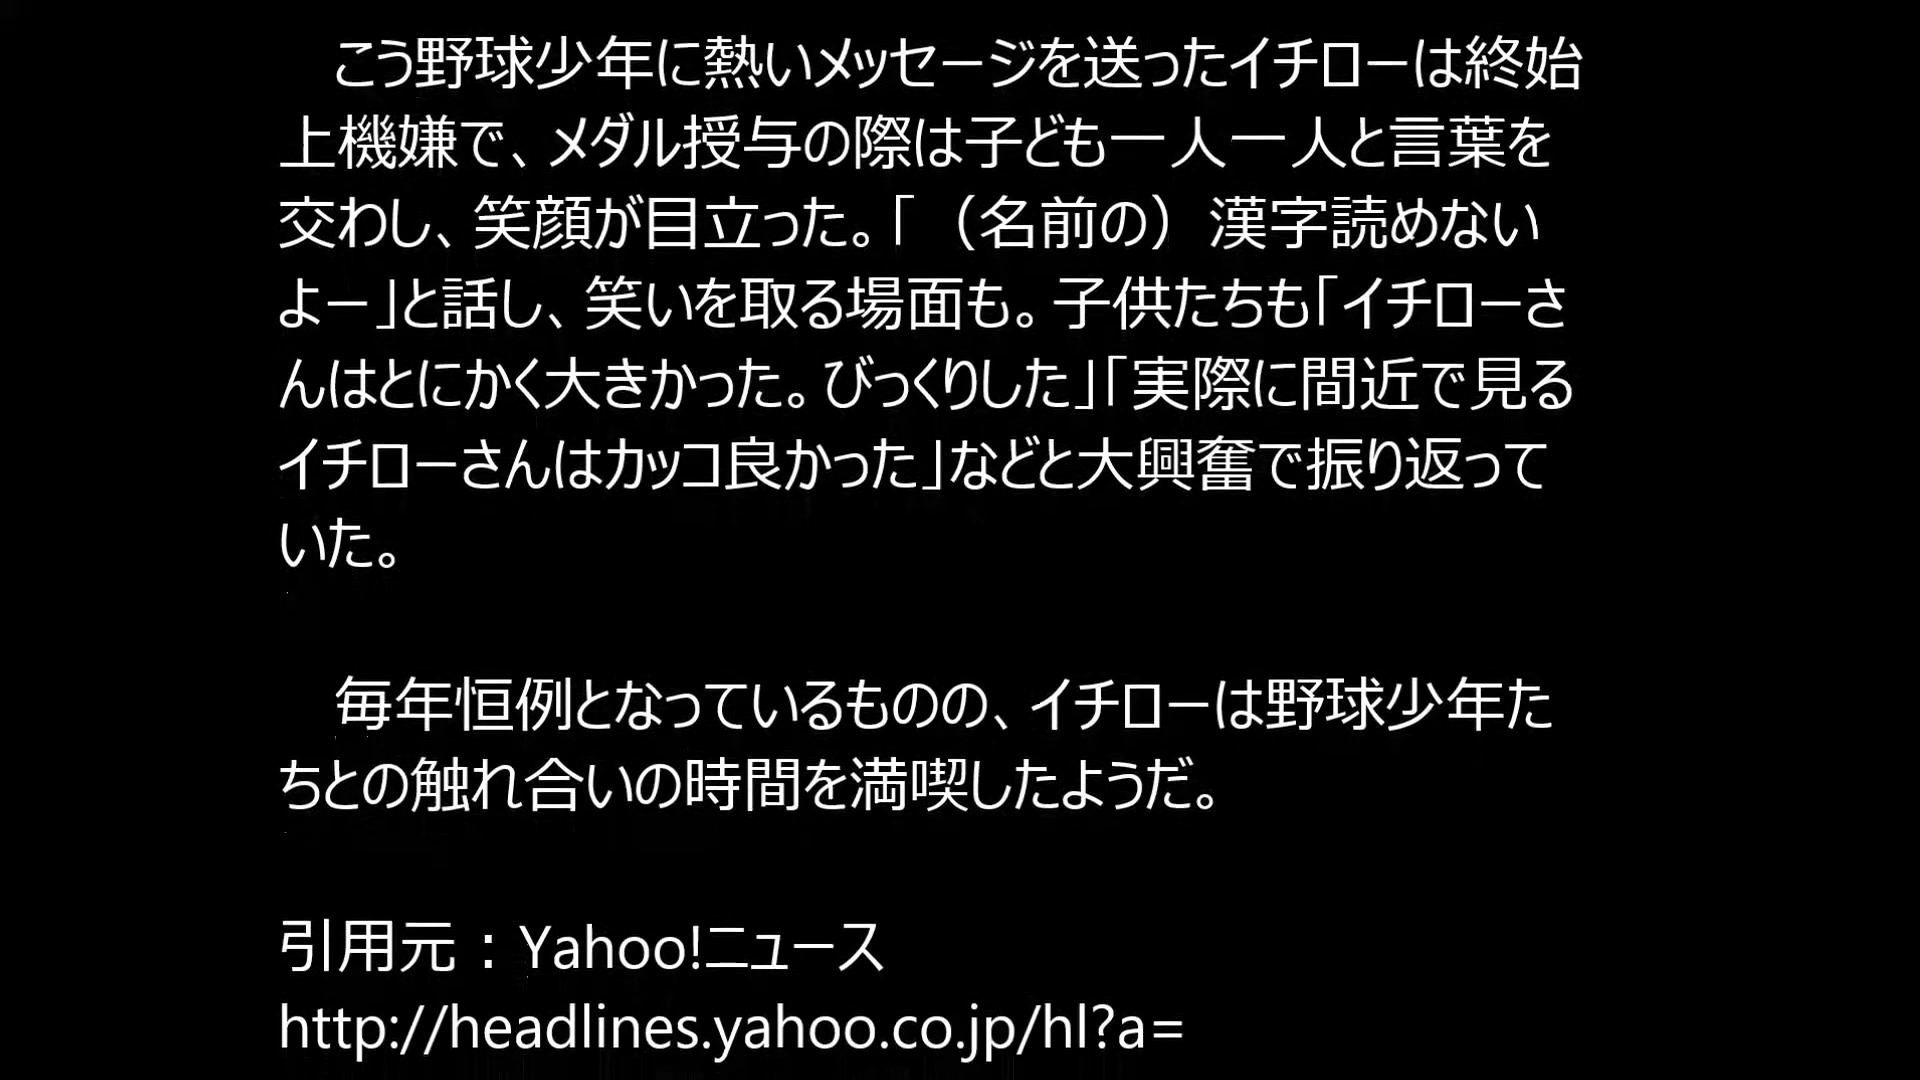 こう野球少年に熱いメッセージを送ったイチローは終始
上機嫌で、メダル授与の際は子ども一人一人と言葉を
交わし、笑顔が目立った。「（名前の）漢字読めない
よー」と話し、笑いを取る場面も。子供たちも「イチローさ
んはとにかく大きかった。びっくりした」「実際に間近で見る
イチローさんはカッコ良かった」などと大興奮で振り返って
いた。
毎年恒例となっているものの、イチローは野球少年た
ちとの触れ合いの時間を満喫したようだ。
引用元：Yahoo!ニュース
http://headlines.yahoo.co.jp/hl?a=